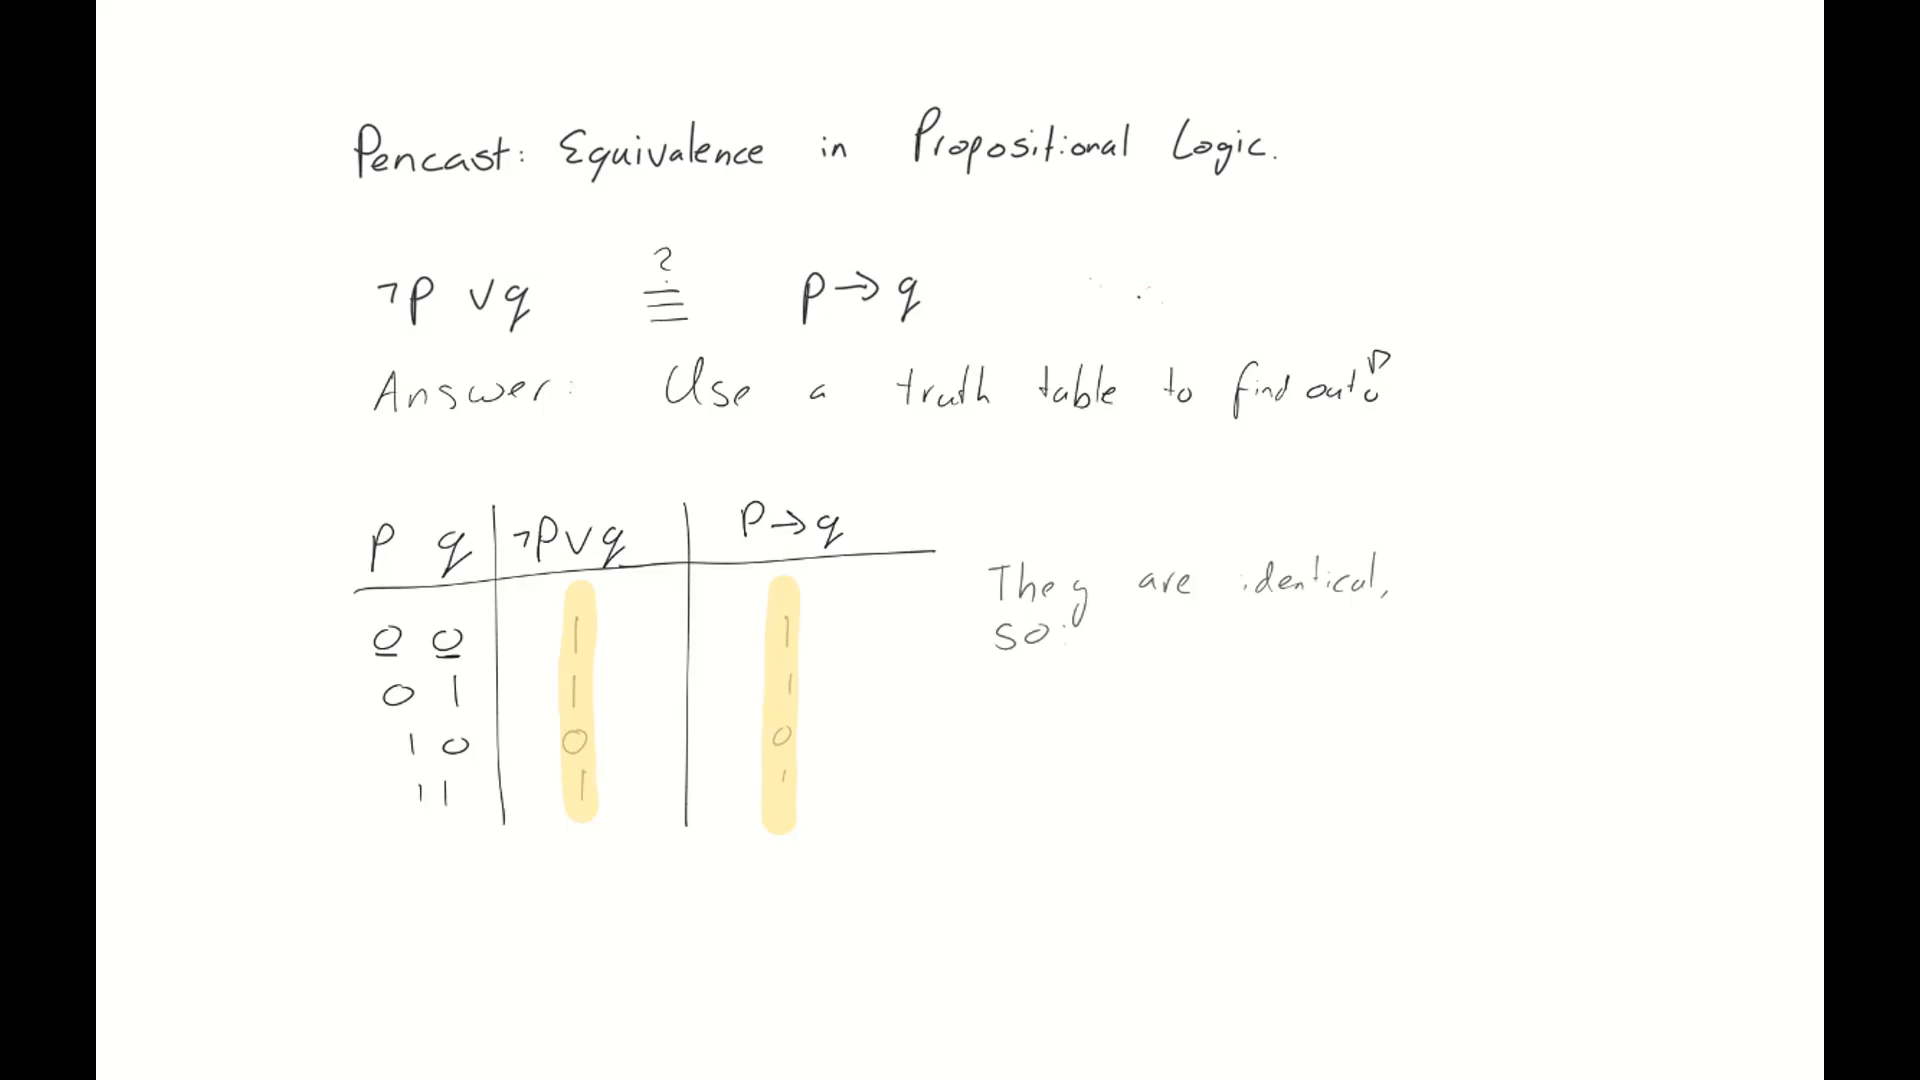 Pencast: Equivalence in Propositional Logic.
?
¬p ∨ q ≡ p → q
Answer: Use a truth table to find out!
p q ¬p∨q p→q
0 0 1 1
0 1 1 1
1 0 0 0
1 1 1 1
They are identical,
so: